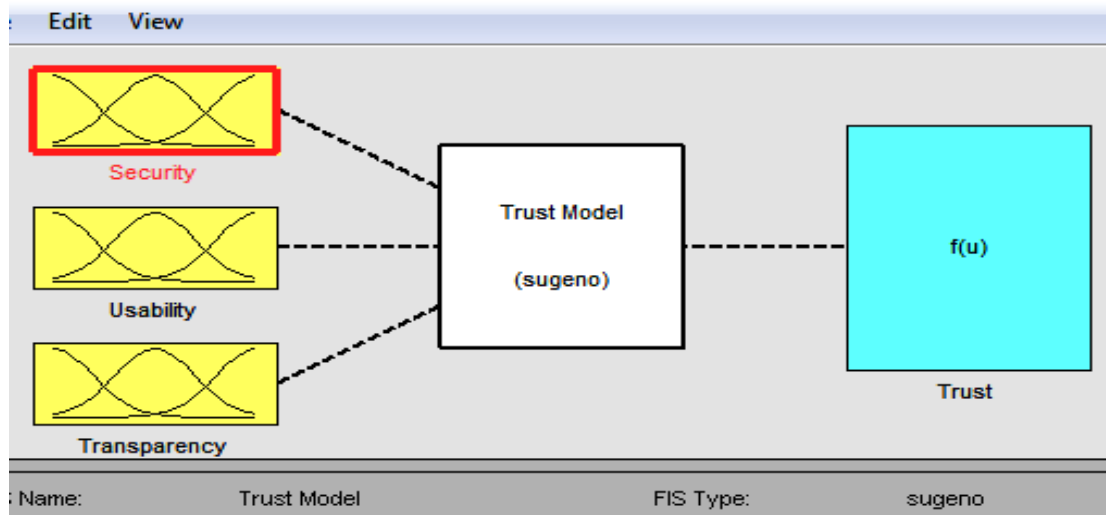 Edit View
Security
Trust Model
(sugeno)
f(u)
Usability
Trust
Transparency
Name: Trust Model FIS Type: sugeno